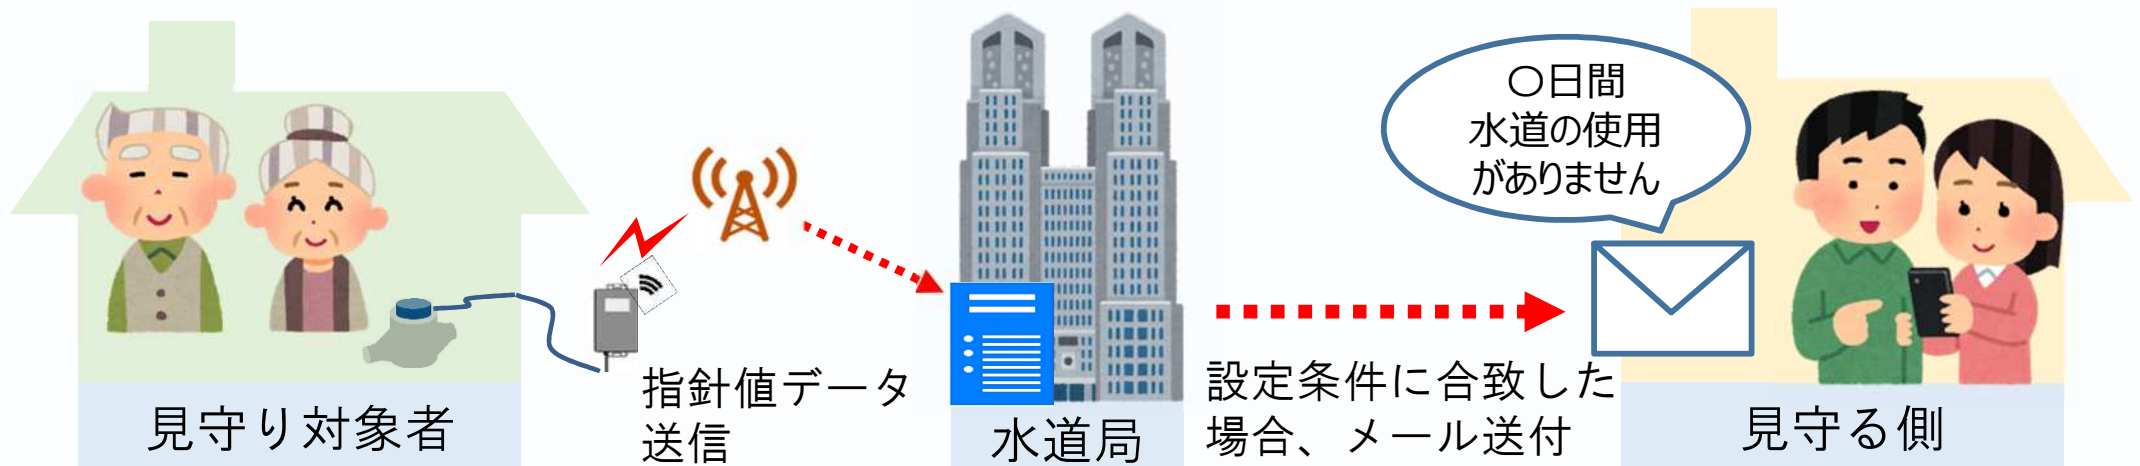 〇日間
水道の使用
がありません
指針値データ
送信
設定条件に合致した
場合、メール送付
見守り対象者
水道局
見守る側